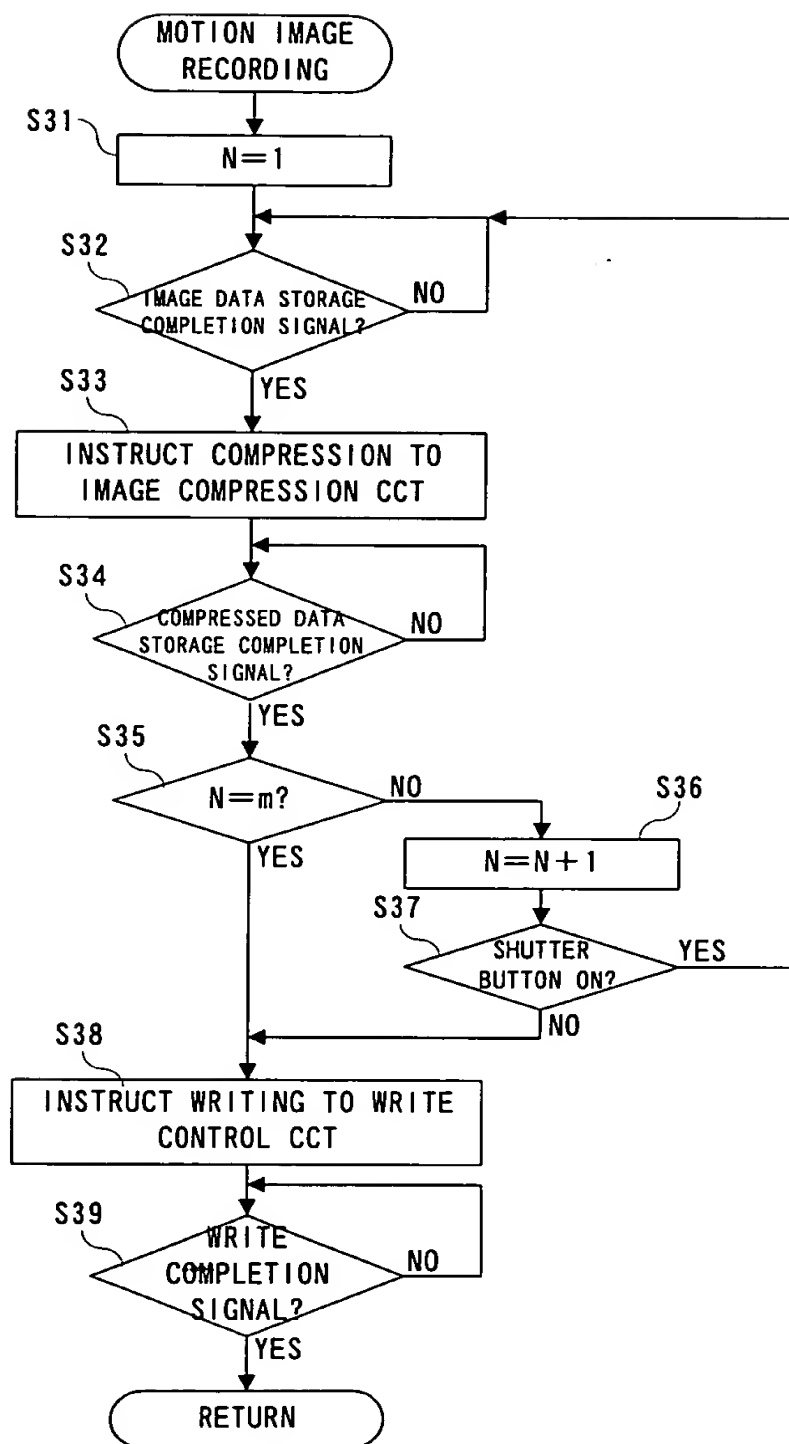 MOTION IMAGE
RECORDING
S31
N=1
S32
IMAGE DATA STORAGE
COMPLETION SIGNAL?
NO
YES
S33
INSTRUCT COMPRESSION TO
IMAGE COMPRESSION CCT
S34
COMPRESSED DATA
STORAGE COMPLETION
SIGNAL?
NO
YES
S35
N=m?
NO
YES
S36
N=N+1
S37
SHUTTER
BUTTON ON?
YES
NO
S38
INSTRUCT WRITING TO WRITE
CONTROL CCT
S39
WRITE
COMPLETION
SIGNAL?
NO
YES
RETURN